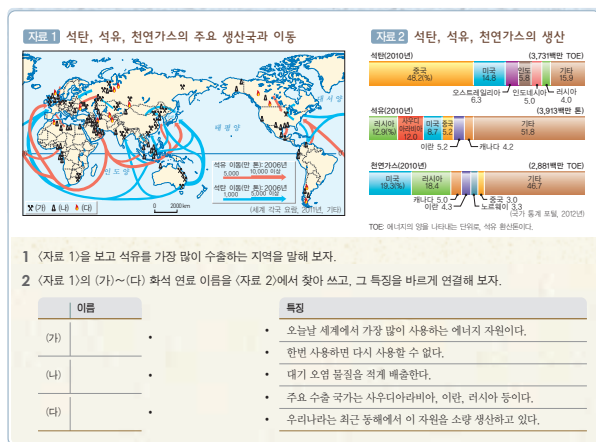 자료 1 석탄, 석유, 천연가스의 주요 생산국과 이동
대서양
태평양
인도양
석유 이동(만 톤): 2006년
5,000 10,000 이상
석탄 이동(만 톤): 2006년
1,000 5,000 이상
(가) (나) (다)
0 2000km
(세계 각국 요람, 2011년, 기타)
자료 2 석탄, 석유, 천연가스의 생산
석탄(2010년) (3,731백만 TOE)
중국 48.2(%) 미국 14.8 인도 5.8 기타 15.9
오스트레일리아 6.3 인도네시아 5.0 러시아 4.0
석유(2010년) (3,913백만 톤)
러시아 12.9(%) 사우디아라비아 12.0 미국 8.7 중국 5.2 기타 51.8
이란 5.2 캐나다 4.2
천연가스(2010년) (2,881백만 TOE)
미국 19.3(%) 러시아 18.4 기타 46.7
캐나다 5.0 중국 3.0
이란 4.3 노르웨이 3.3
(국가 통계 포털, 2012년)
TOE: 에너지의 양을 나타내는 단위로, 석유 환산톤이다.
1 〈자료 1〉을 보고 석유를 가장 많이 수출하는 지역을 말해 보자.
2 〈자료 1〉의 (가)~(다) 화석 연료 이름을 〈자료 2〉에서 찾아 쓰고, 그 특징을 바르게 연결해 보자.
이름 특징
(가)
(나)
(다)
• 오늘날 세계에서 가장 많이 사용하는 에너지 자원이다.
• 한번 사용하면 다시 사용할 수 없다.
• 대기 오염 물질을 적게 배출한다.
• 주요 수출 국가는 사우디아라비아, 이란, 러시아 등이다.
• 우리나라는 최근 동해에서 이 자원을 소량 생산하고 있다.